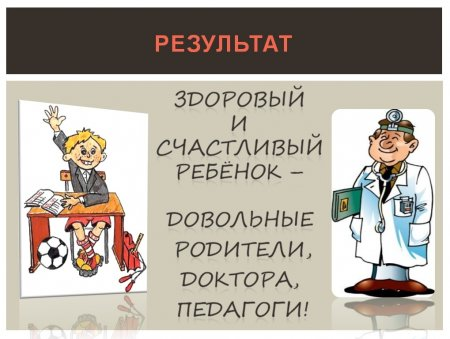 РЕЗУЛЬТАТ
ЗДОРОВЫЙ
И
СЧАСТЛИВЫЙ
РЕБЁНОК –
ДОВОЛЬНЫЕ
РОДИТЕЛИ,
ДОКТОРА,
ПЕДАГОГИ!